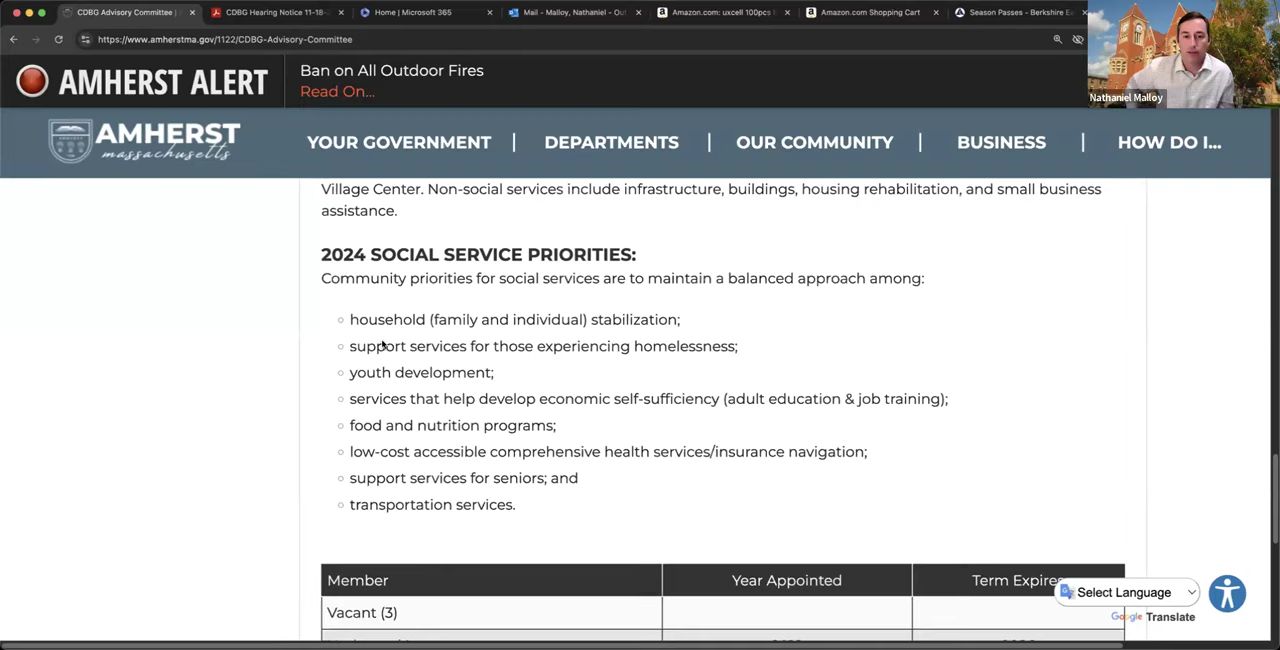 CDBG Advisory Committee |
CDBG Hearing Notice 11-18-
Home | Microsoft 365
Mail - Malloy, Nathaniel - Ou
Amazon.com: uxcell 100pcs
Amazon.com Shopping Cart
Season Passes - Berkshire Ea
https://www.amherstma.gov/1122/CDBG-Advisory-Committee
Nathaniel Malloy
AMHERST ALERT
Ban on All Outdoor Fires
Read On...
AMHERST
massachusetts
YOUR GOVERNMENT | DEPARTMENTS | OUR COMMUNITY | BUSINESS | HOW DO I...
Village Center. Non-social services include infrastructure, buildings, housing rehabilitation, and small business
assistance.
2024 SOCIAL SERVICE PRIORITIES:
Community priorities for social services are to maintain a balanced approach among:
household (family and individual) stabilization;
support services for those experiencing homelessness;
youth development;
services that help develop economic self-sufficiency (adult education & job training);
food and nutrition programs;
low-cost accessible comprehensive health services/insurance navigation;
support services for seniors; and
transportation services.
Member Year Appointed Term Expires
Select Language
Vacant (3)
Google Translate